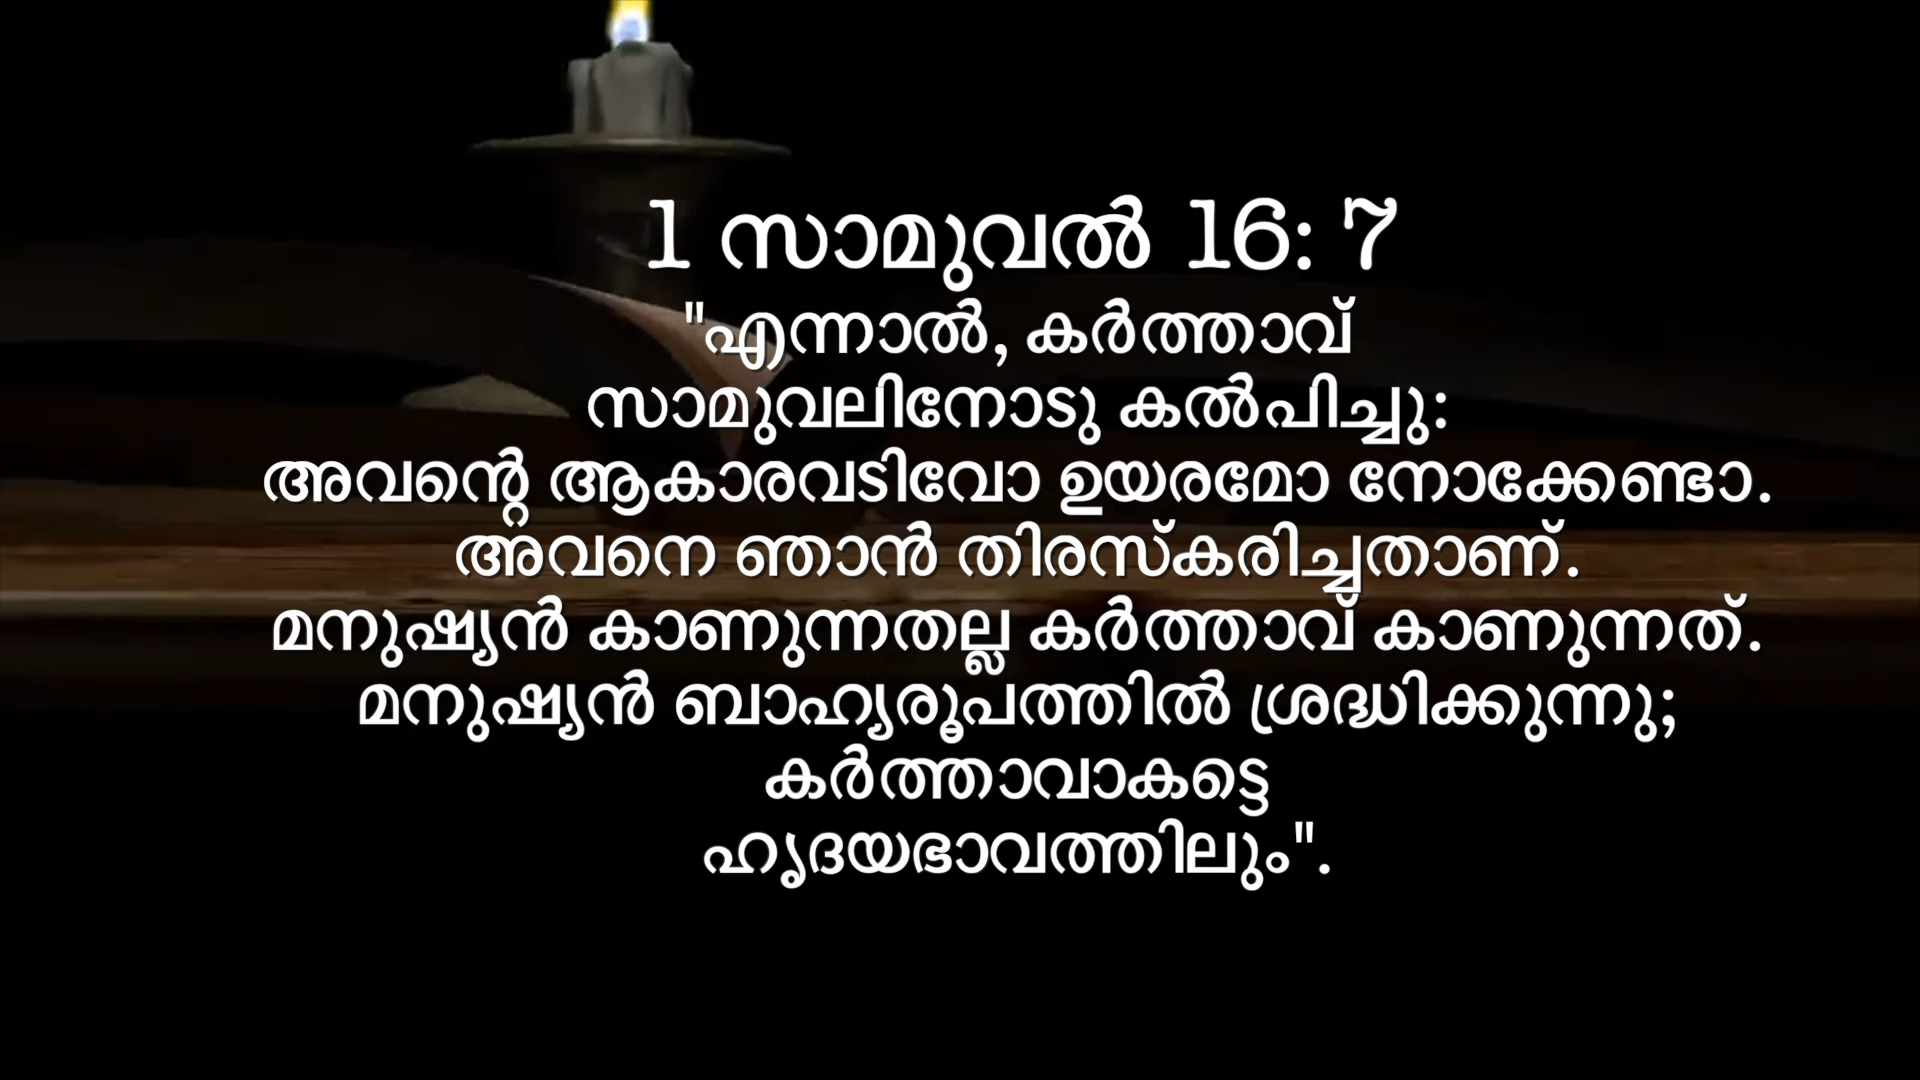 1 സാമുവൽ 16: 7
"എന്നാൽ, കർത്താവ്
സാമുവലിനോടു കൽപിച്ചു:
അവന്റെ ആകാരവടിവോ ഉയരമോ നോക്കേണ്ടാ.
അവനെ ഞാൻ തിരസ്കരിച്ചതാണ്.
മനുഷ്യൻ കാണുന്നതല്ല കർത്താവ് കാണുന്നത്.
മനുഷ്യൻ ബാഹ്യരൂപത്തിൽ ശ്രദ്ധിക്കുന്നു;
കർത്താവാകട്ടെ
ഹൃദയഭാവത്തിലും".